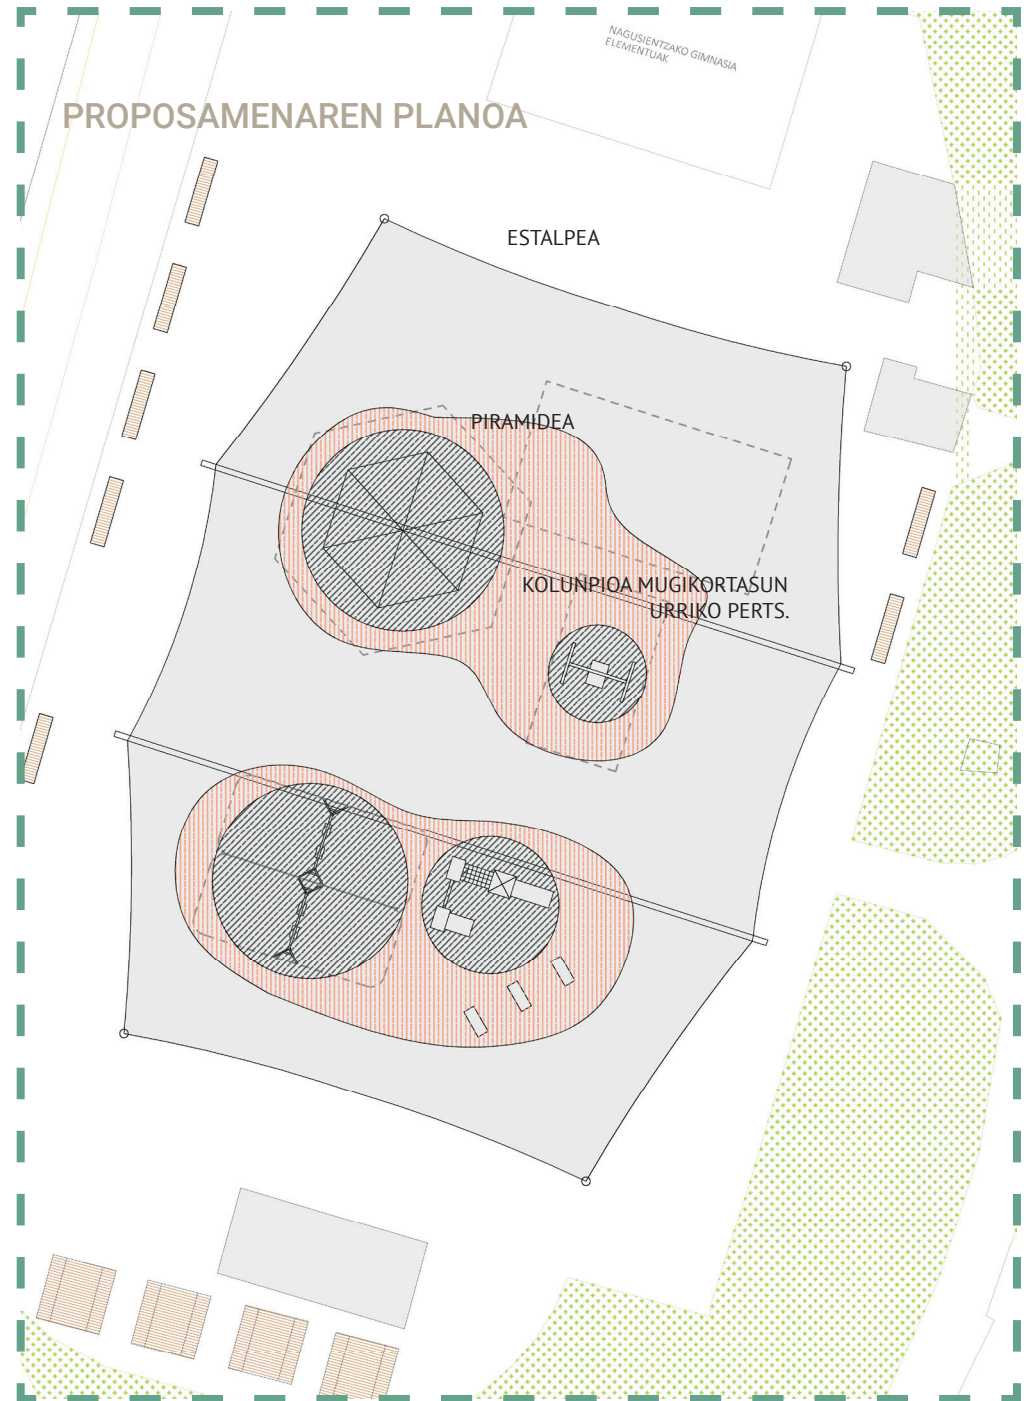 NAGUSIENTZAKO GIMNASIA
ELEMENTUAK
PROPOSAMENAREN PLANOA
ESTALPEA
PIRAMIDEA
KOLUNPIOA MUGIKORTASUN
URRIKO PERTS.